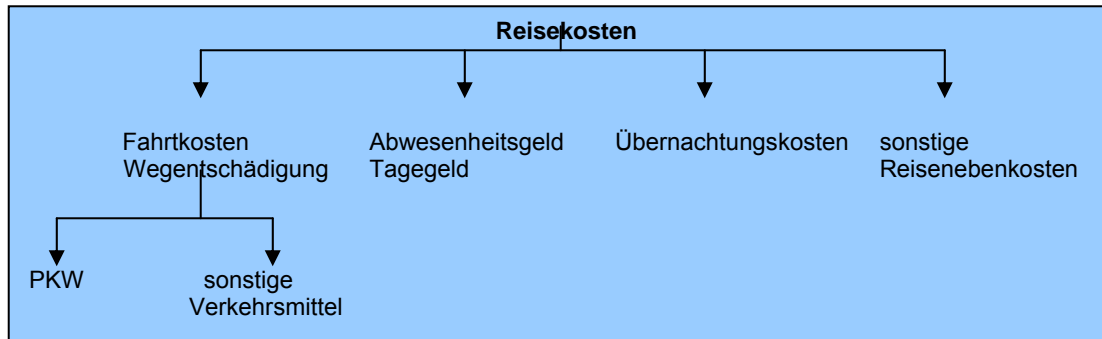 Reisekosten
Fahrtkosten
Wegentschädigung
Abwesenheitsgeld
Tagegeld
Übernachtungskosten
sonstige
Reisenebenkosten
PKW
sonstige
Verkehrsmittel